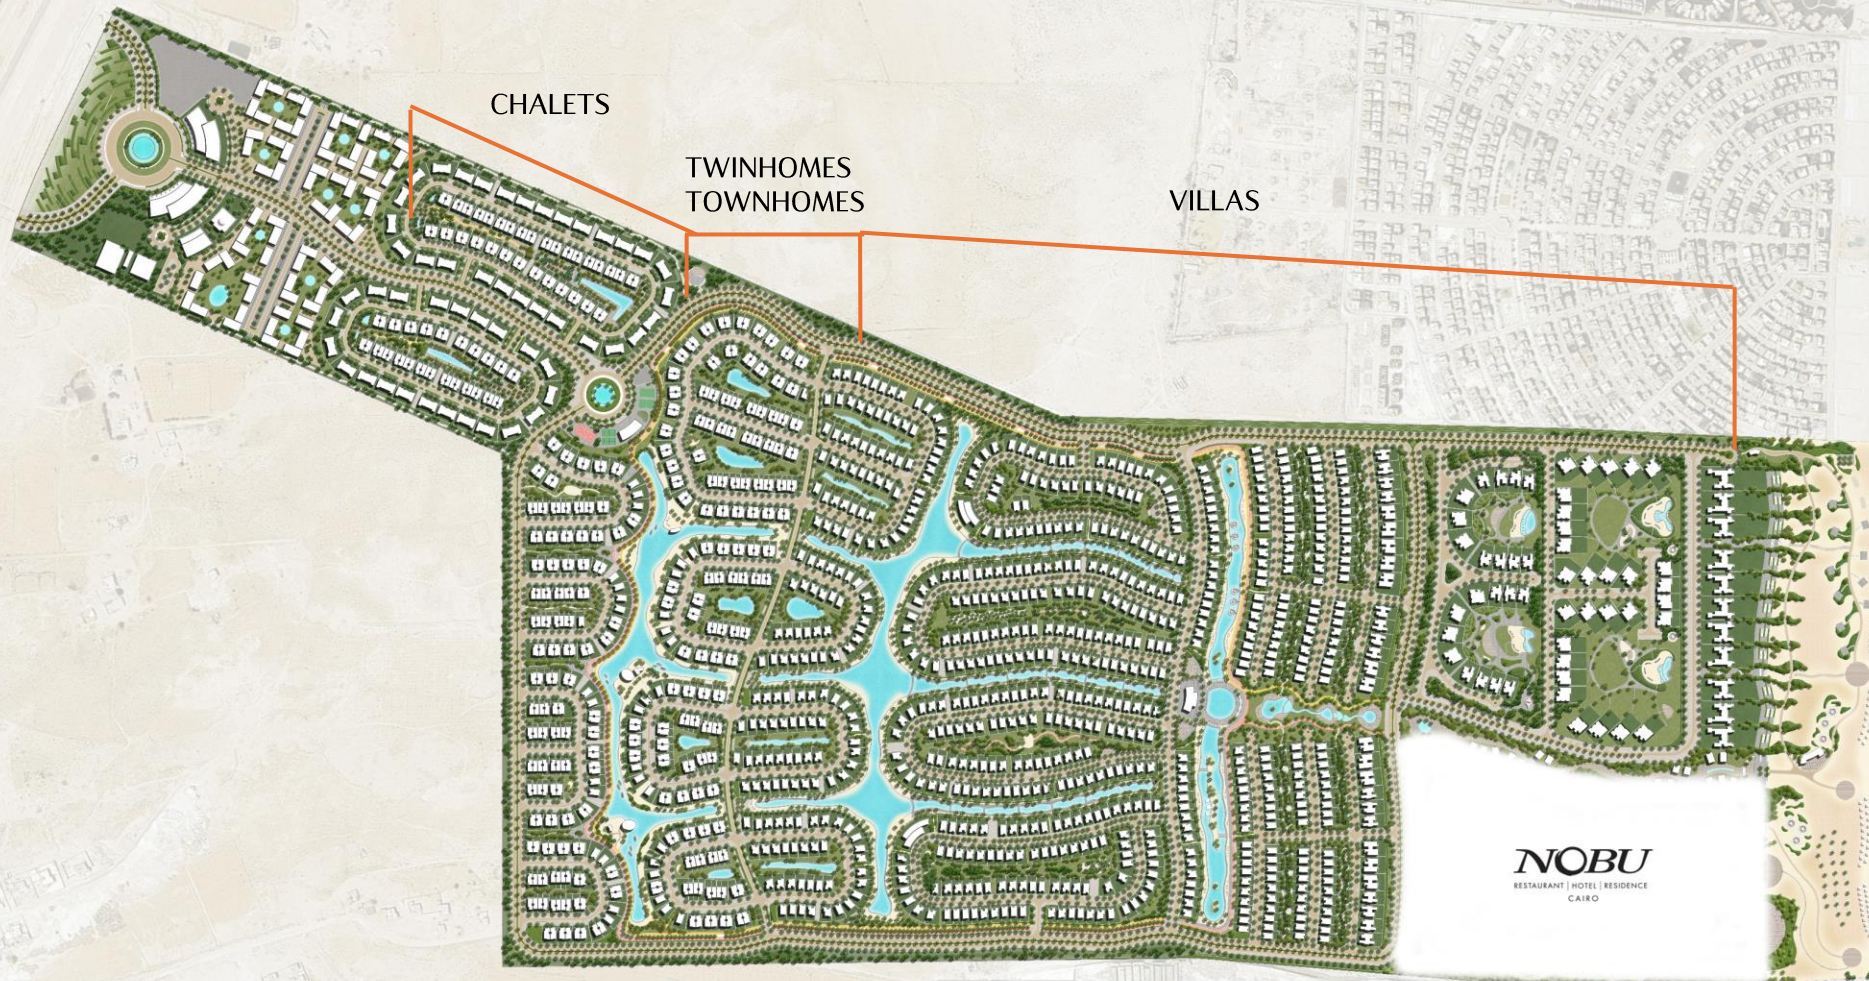 CHALETS
TWINHOMES
TOWNHOMES
VILLAS
NOBU
RESTAURANT | HOTEL | RESIDENCE
CAIRO